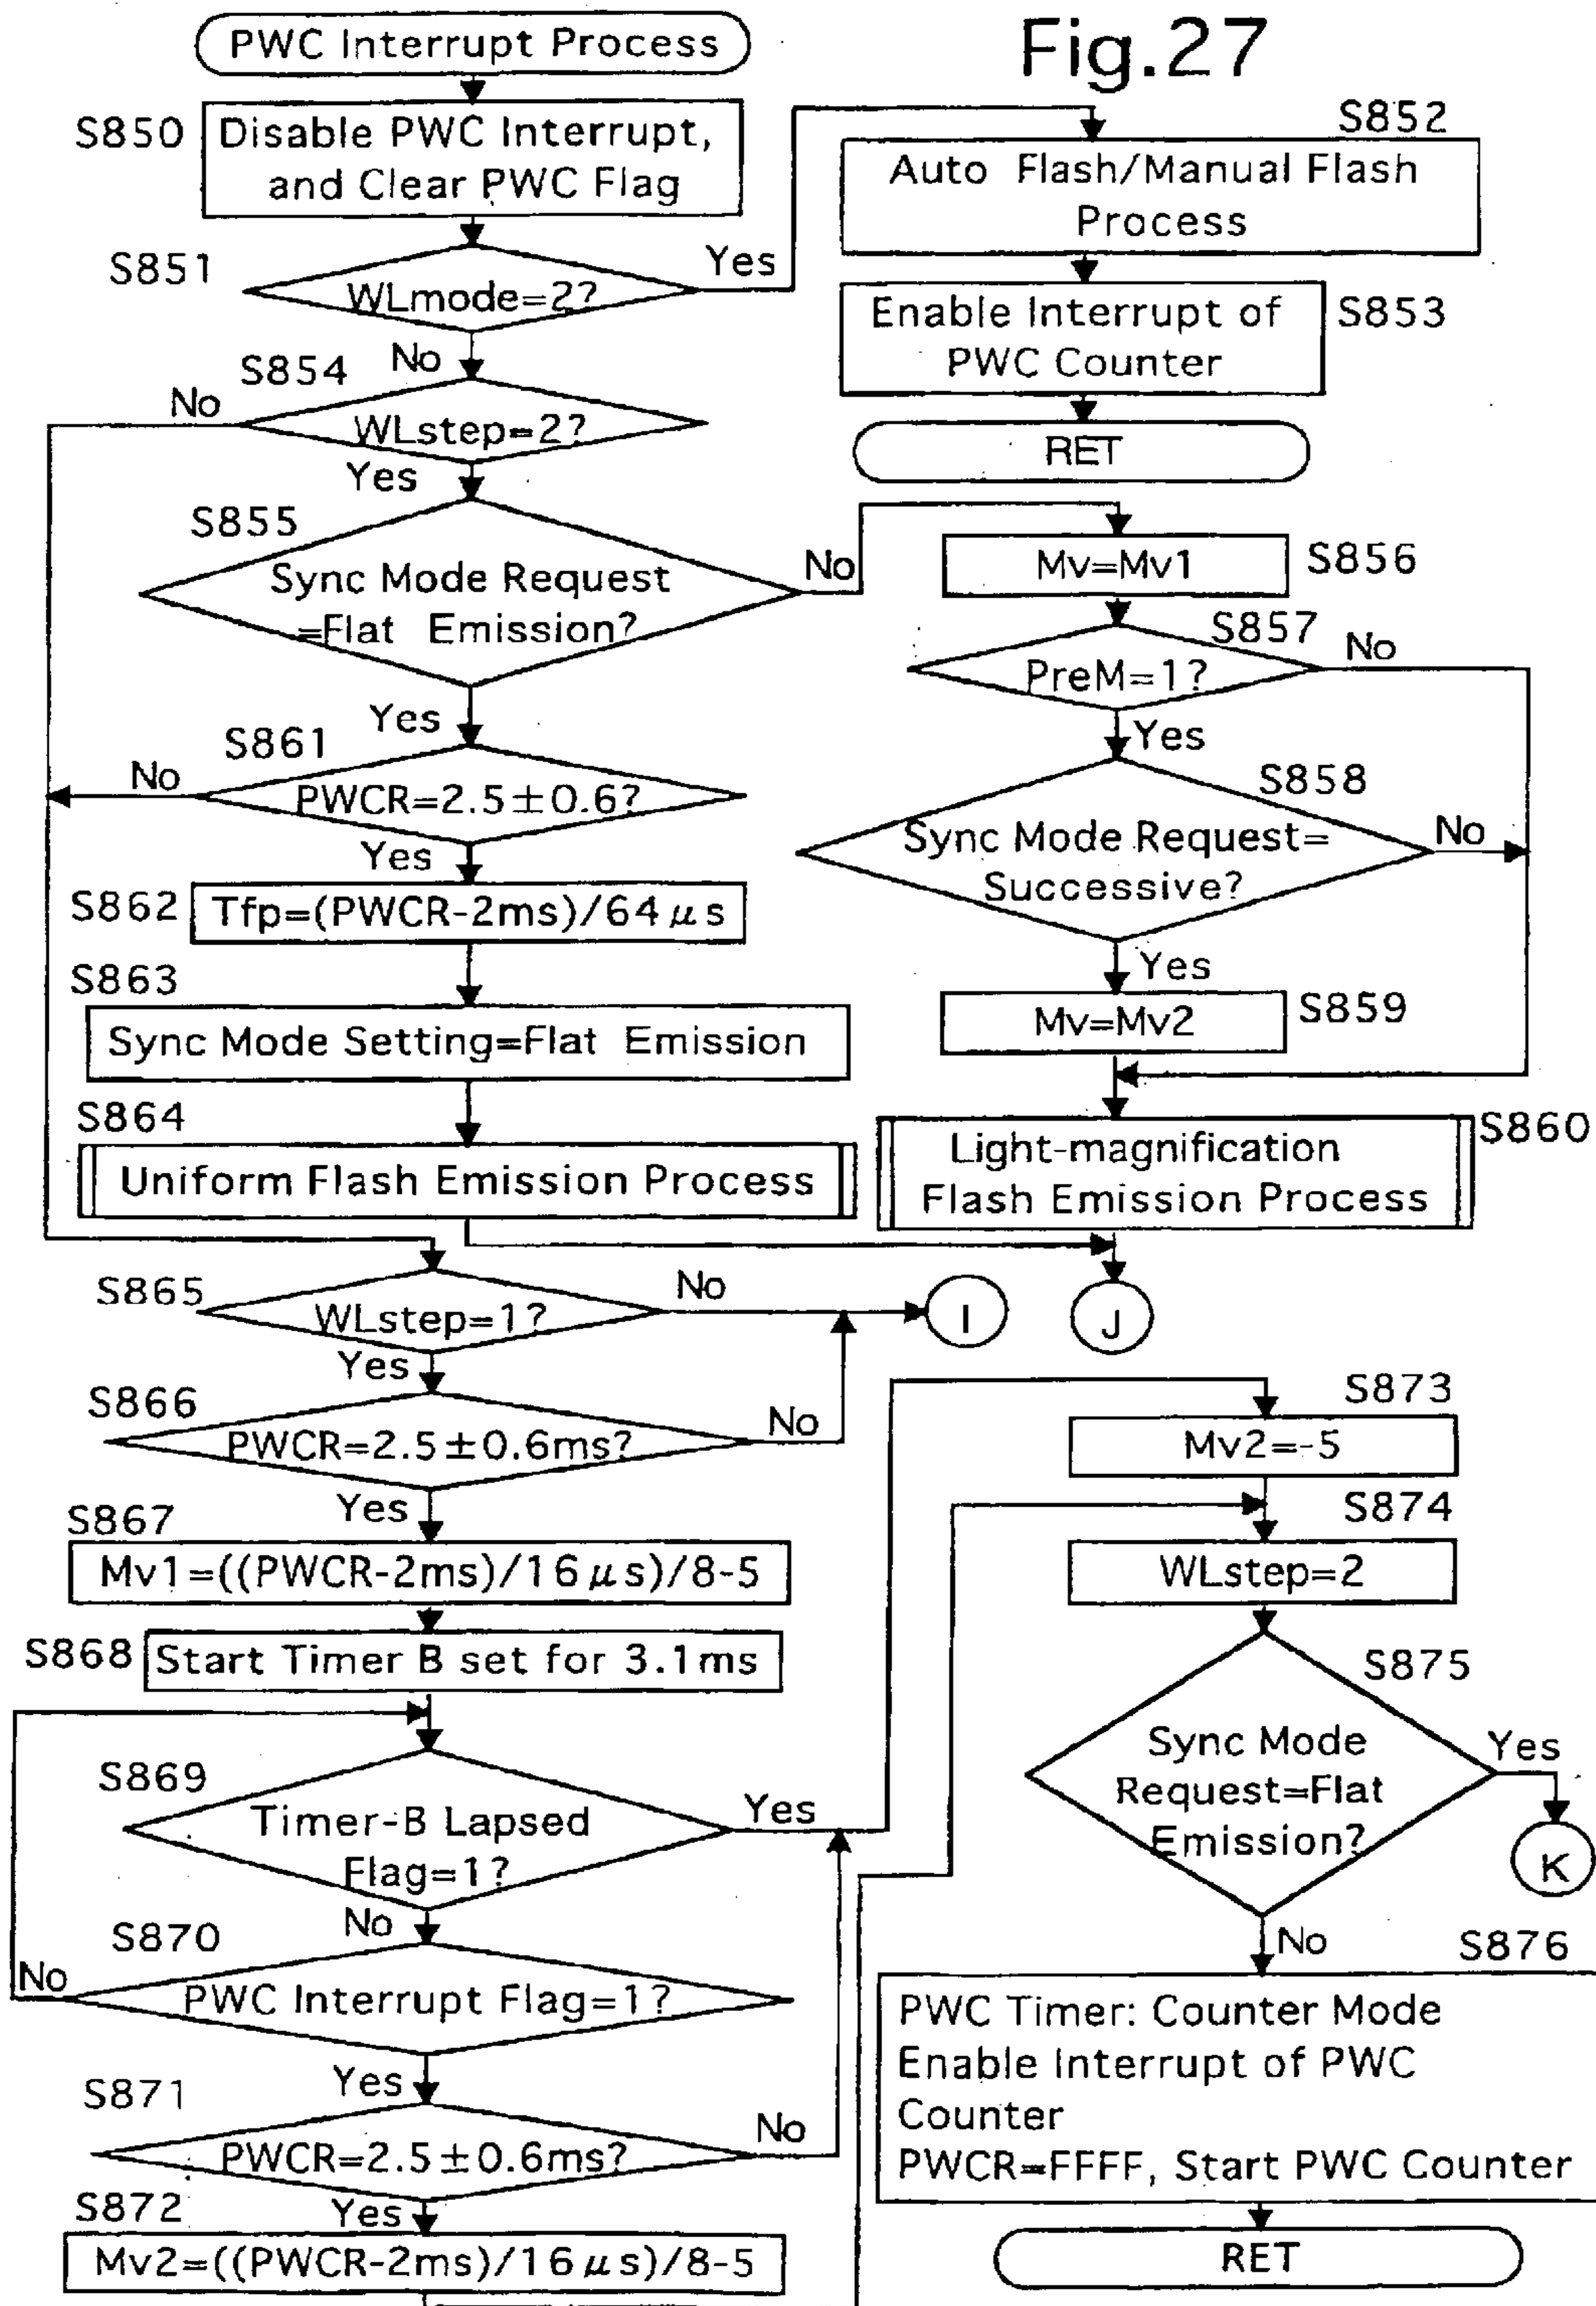 Fig.27
PWC Interrupt Process
S850
Disable PWC Interrupt,
and Clear PWC Flag
S851
WLmode=2?
Yes
No
S852
Auto Flash/Manual Flash
Process
Enable Interrupt of
PWC Counter
S853
RET
S854
No
WLstep=2?
Yes
S855
Sync Mode Request
=Flat Emission?
No
Yes
Mv=Mv1
S856
S857
PreM=1?
No
Yes
S858
Sync Mode Request=
Successive?
No
Yes
Mv=Mv2
S859
S860
Light-magnification
Flash Emission Process
S861
No
PWCR=2.5±0.6?
Yes
S862
Tfp=(PWCR-2ms)/64μs
S863
Sync Mode Setting=Flat Emission
S864
Uniform Flash Emission Process
S865
WLstep=1?
No
Yes
I
J
S866
PWCR=2.5±0.6ms?
No
Yes
S867
Mv1=((PWCR-2ms)/16μs)/8-5
S868
Start Timer B set for 3.1ms
S869
Timer-B Lapsed
Flag=1?
Yes
No
S870
No
PWC Interrupt Flag=1?
Yes
S871
PWCR=2.5±0.6ms?
No
Yes
S872
Mv2=((PWCR-2ms)/16μs)/8-5
S873
Mv2=-5
S874
WLstep=2
S875
Sync Mode
Request=Flat
Emission?
Yes
K
No
S876
PWC Timer: Counter Mode
Enable Interrupt of PWC
Counter
PWCR=FFFF, Start PWC Counter
RET